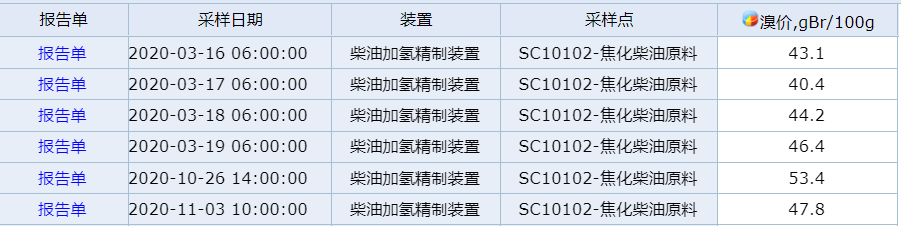 报告单 采样日期 装置 采样点 溴价,gBr/100g
报告单 2020-03-16 06:00:00 柴油加氢精制装置 SC10102-焦化柴油原料 43.1
报告单 2020-03-17 06:00:00 柴油加氢精制装置 SC10102-焦化柴油原料 40.4
报告单 2020-03-18 06:00:00 柴油加氢精制装置 SC10102-焦化柴油原料 44.2
报告单 2020-03-19 06:00:00 柴油加氢精制装置 SC10102-焦化柴油原料 46.4
报告单 2020-10-26 14:00:00 柴油加氢精制装置 SC10102-焦化柴油原料 53.4
报告单 2020-11-03 10:00:00 柴油加氢精制装置 SC10102-焦化柴油原料 47.8